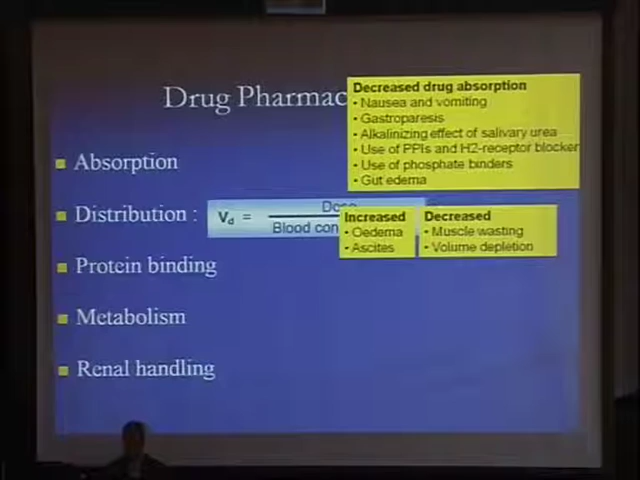 Drug Pharmac
Decreased drug absorption
• Nausea and vomiting
• Gastroparesis
• Alkalinizing effect of salivary urea
• Use of PPIs and H2-receptor blocker
• Use of phosphate binders
• Gut edema
Absorption
Distribution :
Vd =
Blood con
Increased
• Oedema
• Ascites
Decreased
• Muscle wasting
• Volume depletion
Protein binding
Metabolism
Renal handling